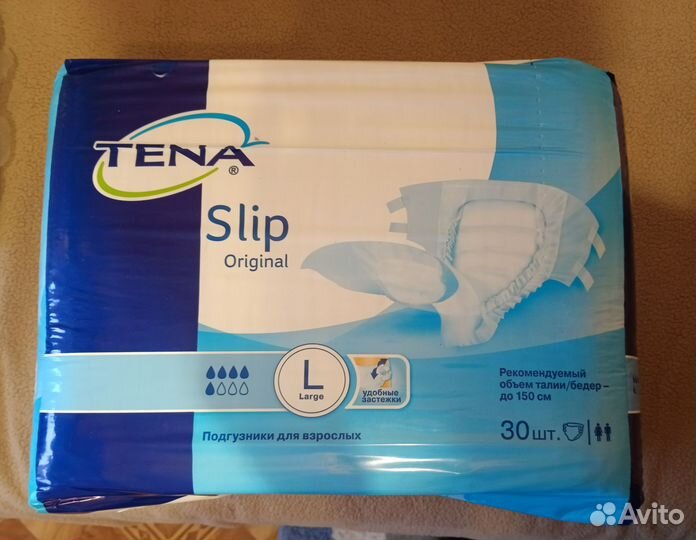 TENA®
Slip
Original
L
Large
удобные
застежки
Рекомендуемый
объем талии/бедер –
до 150 см
Подгузники для взрослых
30 шт.
Avito